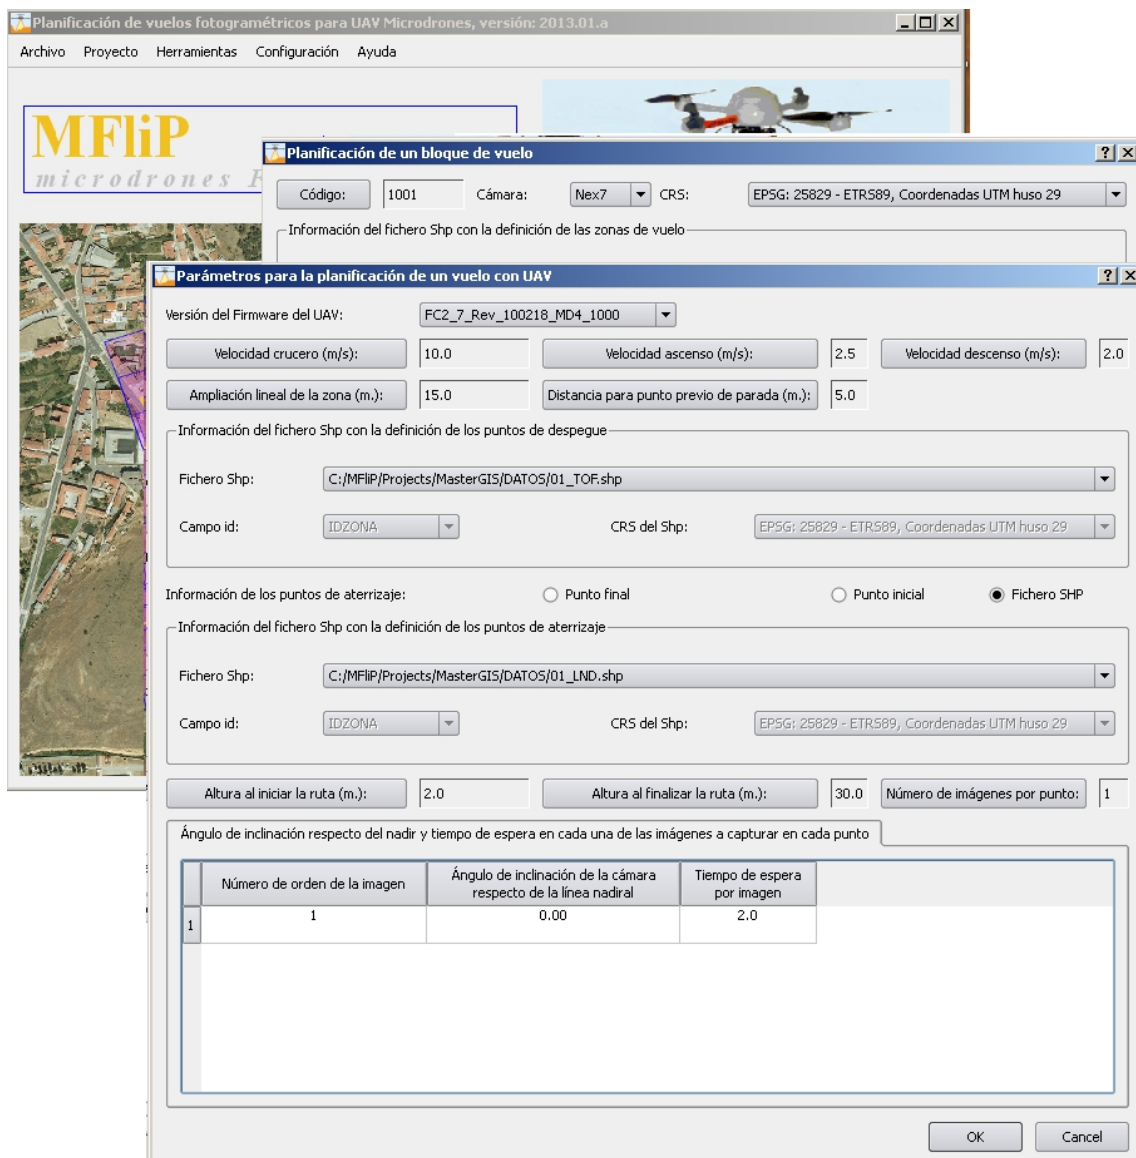 Planificación de vuelos fotogramétricos para UAV Microdrones, versión: 2013.01.a
Archivo Proyecto Herramientas Configuración Ayuda
MFliP
microdrones F
Planificación de un bloque de vuelo
Código: 1001 Cámara: Nex7 CRS: EPSG: 25829 - ETRS89, Coordenadas UTM huso 29
Información del fichero Shp con la definición de las zonas de vuelo
Parámetros para la planificación de un vuelo con UAV
Versión del Firmware del UAV: FC2_7_Rev_100218_MD4_1000
Velocidad crucero (m/s): 10.0 Velocidad ascenso (m/s): 2.5 Velocidad descenso (m/s): 2.0
Ampliación lineal de la zona (m.): 15.0 Distancia para punto previo de parada (m.): 5.0
Información del fichero Shp con la definición de los puntos de despegue
Fichero Shp: C:/MFliP/Projects/MasterGIS/DATOS/01_TOF.shp
Campo id: IDZONA CRS del Shp: EPSG: 25829 - ETRS89, Coordenadas UTM huso 29
Información de los puntos de aterrizaje: Punto final Punto inicial Fichero SHP
Información del fichero Shp con la definición de los puntos de aterrizaje
Fichero Shp: C:/MFliP/Projects/MasterGIS/DATOS/01_LND.shp
Campo id: IDZONA CRS del Shp: EPSG: 25829 - ETRS89, Coordenadas UTM huso 29
Altura al iniciar la ruta (m.): 2.0 Altura al finalizar la ruta (m.): 30.0 Número de imágenes por punto: 1
Ángulo de inclinación respecto del nadir y tiempo de espera en cada una de las imágenes a capturar en cada punto
Número de orden de la imagen Ángulo de inclinación de la cámara Tiempo de espera
respecto de la línea nadiral por imagen
1 1 0.00 2.0
OK Cancel